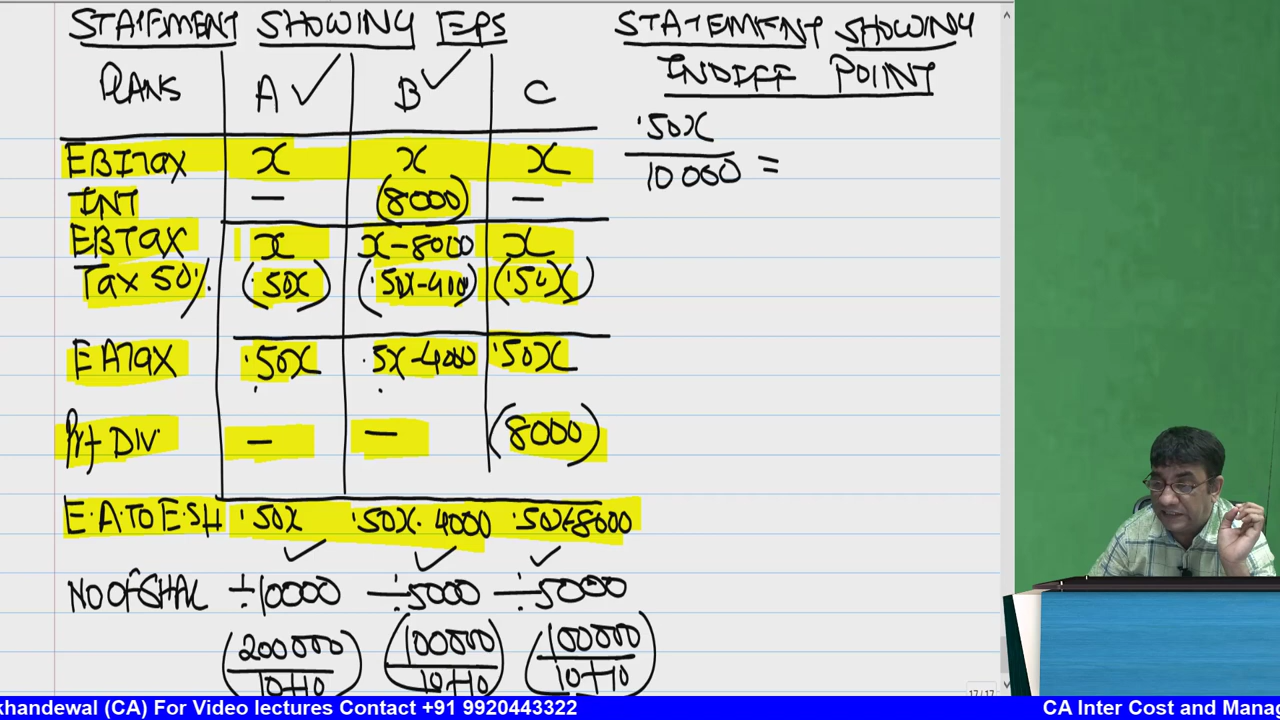 STATEMENT SHOWING EPS
PLANS A ✓ B ✓ C
EBITax x x x
INT — (8000) —
EBTax x x-8000 x
Tax 50% (.50x) (.50x-4000) (.50x)
EATax .50x .5x-4000 .50x
Prf DIV — — (8000)
E.A.TO E.SH .50x .50x-4000 .50x-8000
✓ ✓ ✓
NO OF SHAR ÷10000 ÷5000 ÷5000
(200000 (100000 (100000
10+10) 10+10) 10+10)
STATEMENT SHOWING
INDIFF POINT
.50x
10000 =
17/17
khandewal (CA) For Video lectures Contact +91 9920443322 CA Inter Cost and Manag